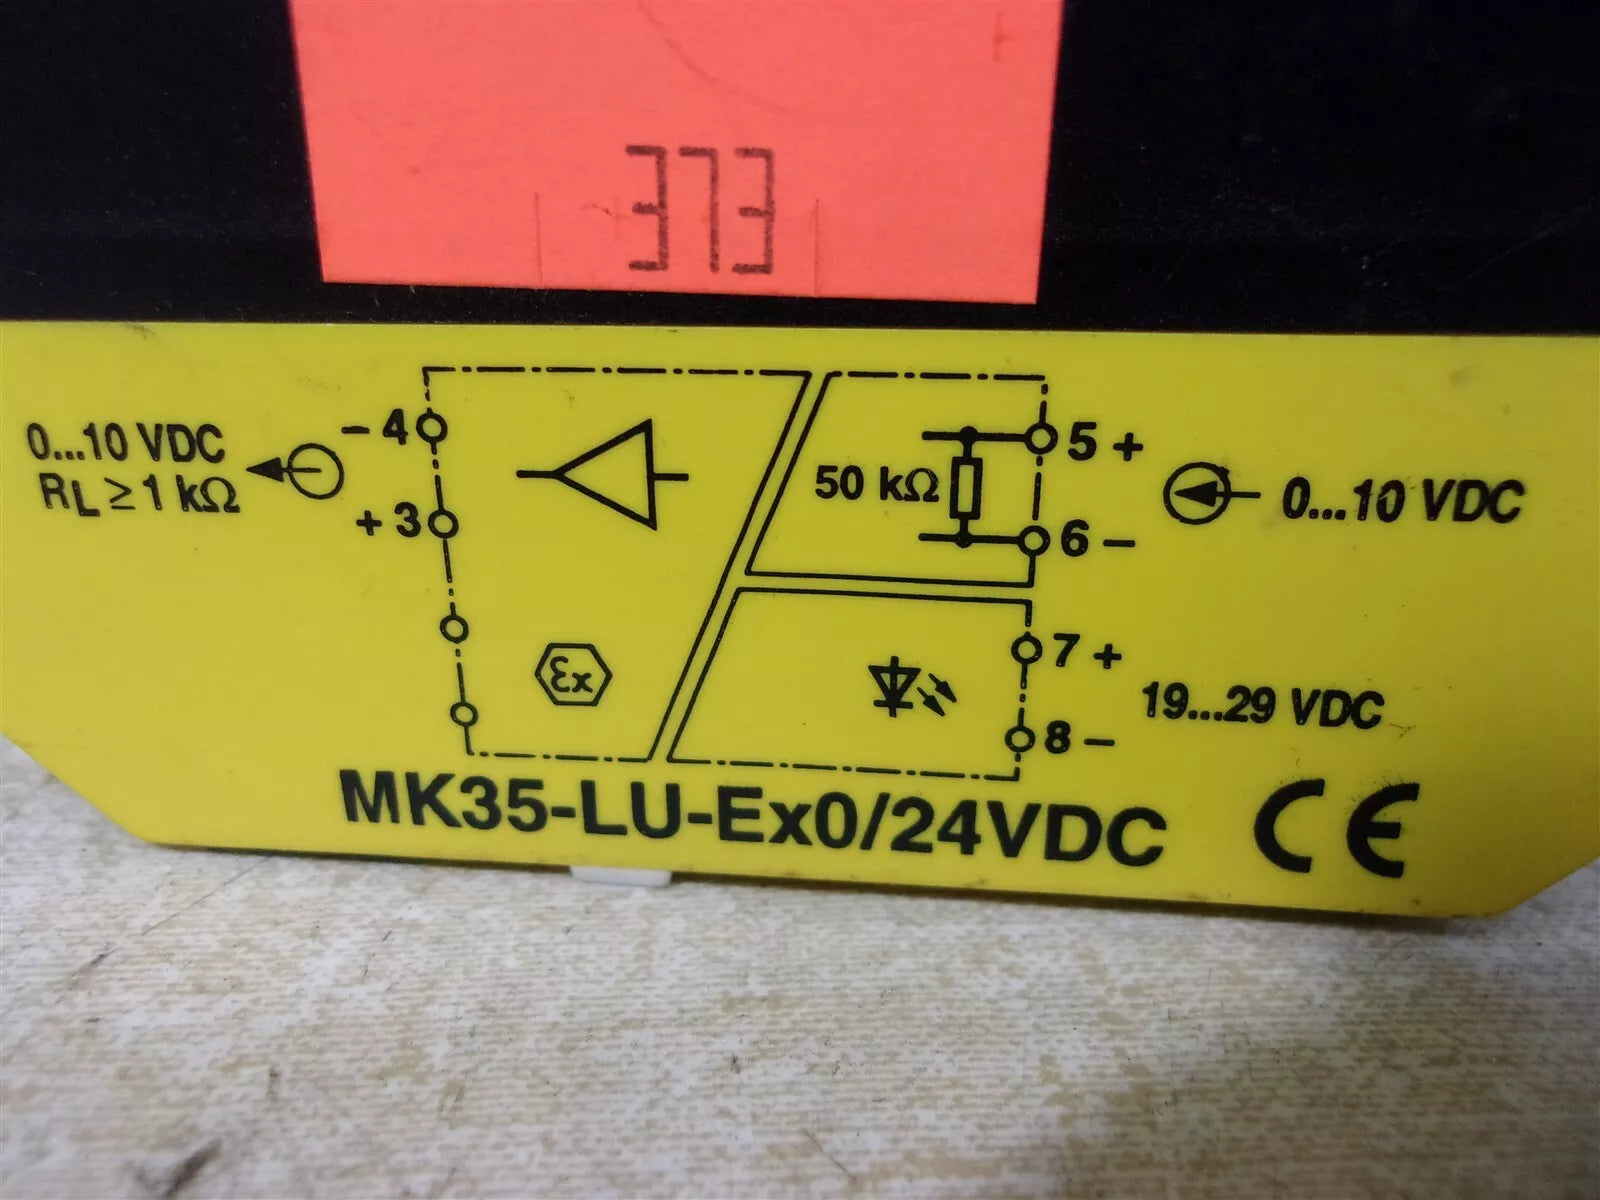 373
0...10 VDC
RL ≥ 1 kΩ
- 4
+ 3
50 kΩ
5 +
6 -
0...10 VDC
Ex
7 +
8 -
19...29 VDC
MK35-LU-Ex0/24VDC CE